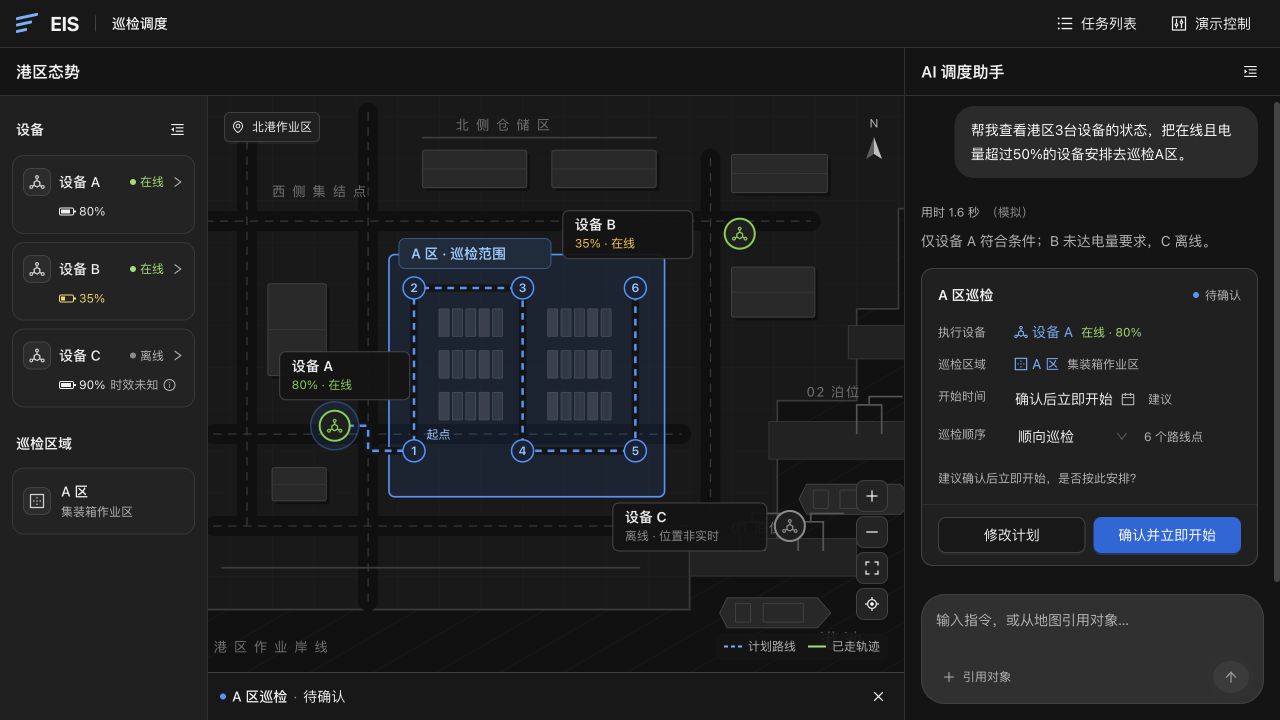 EIS
巡检调度
任务列表
演示控制
港区态势
设备
设备 A
在线
80%
设备 B
在线
35%
设备 C
离线
90% 时效未知
巡检区域
A 区
集装箱作业区
北港作业区
北侧仓储区
N
西侧集结点
设备 B
35% · 在线
A 区 · 巡检范围
2
3
6
设备 A
80% · 在线
02 泊位
起点
1
4
5
设备 C
离线 · 位置非实时
港区作业岸线
计划路线
已走轨迹
A 区巡检 · 待确认
AI 调度助手
帮我查看港区3台设备的状态，把在线且电
量超过50%的设备安排去巡检A区。
用时 1.6 秒 （模拟）
仅设备 A 符合条件；B 未达电量要求，C 离线。
A 区巡检
待确认
执行设备
设备 A 在线 · 80%
巡检区域
A 区 集装箱作业区
开始时间
确认后立即开始
建议
巡检顺序
顺向巡检
6 个路线点
建议确认后立即开始，是否按此安排?
修改计划
确认并立即开始
输入指令，或从地图引用对象...
引用对象